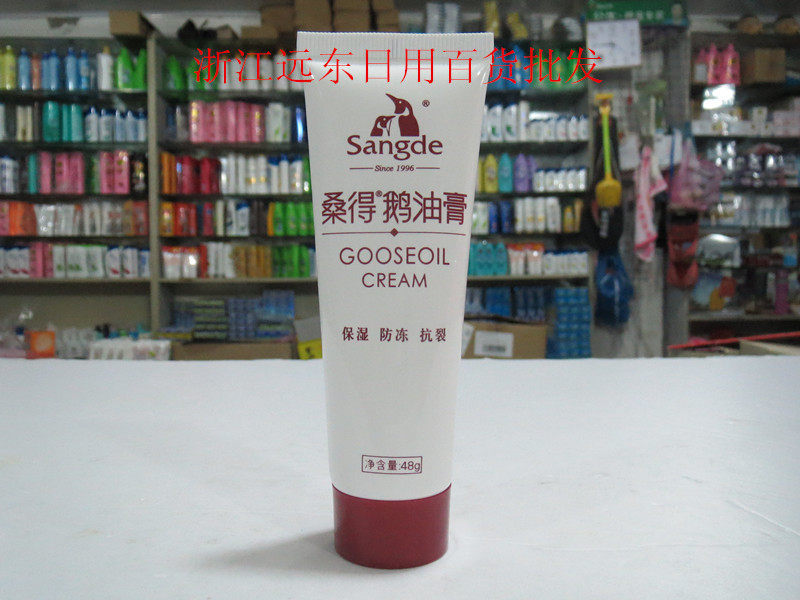 浙江远东日用百货批发
®
Sangde
Since 1996
桑得®鹅油膏
GOOSEOIL
CREAM
保湿 防冻 抗裂
净含量:48g